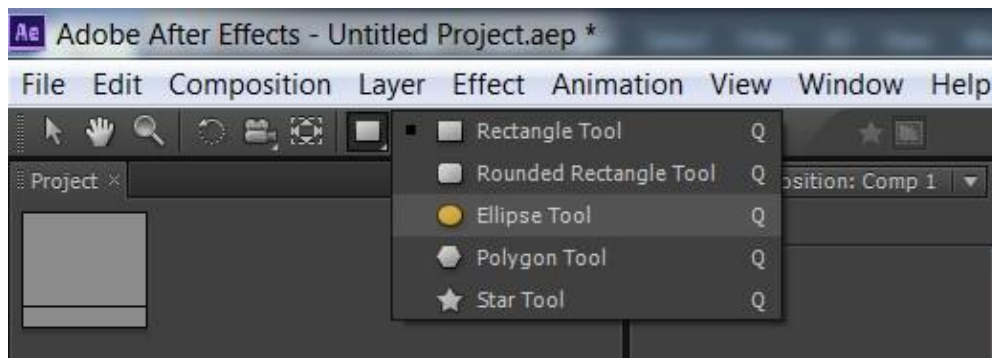 Ae Adobe After Effects - Untitled Project.aep *
File Edit Composition Layer Effect Animation View Window Help
Rectangle Tool Q
Rounded Rectangle Tool Q
Project × osition: Comp 1
Ellipse Tool Q
Polygon Tool Q
Star Tool Q